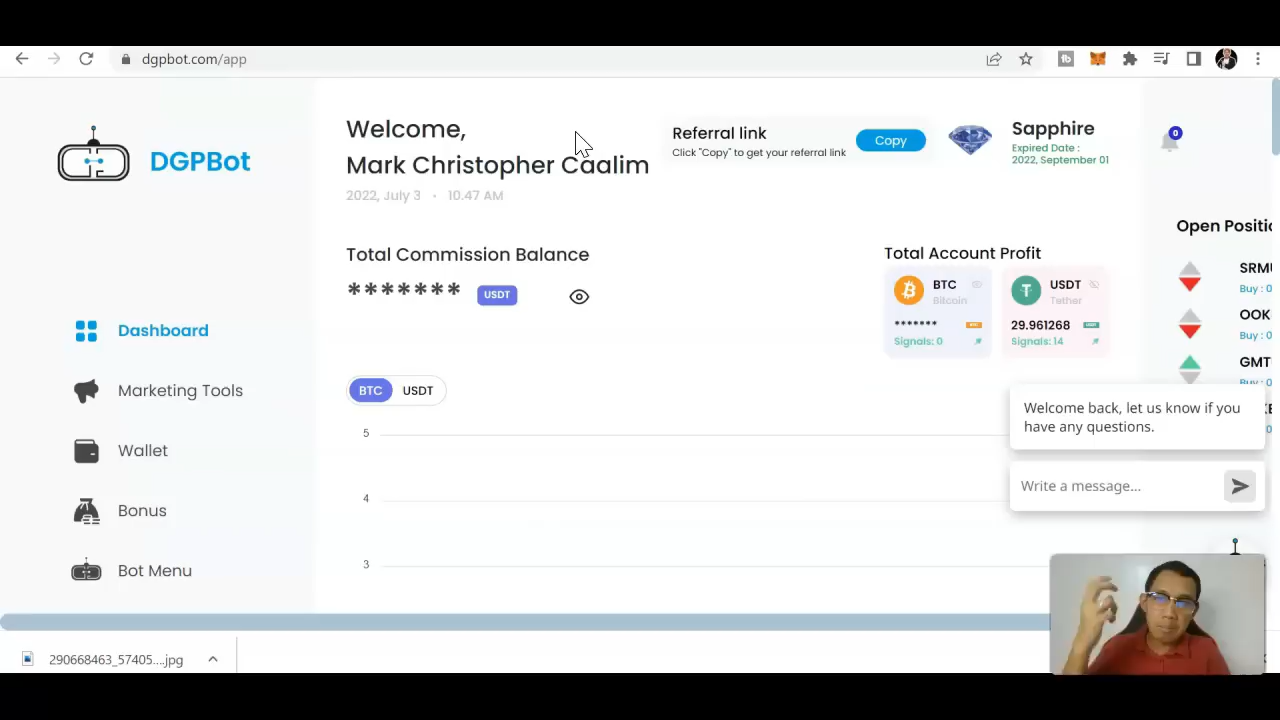 dgpbot.com/app
DGPBot
Welcome,
Mark Christopher Caalim
2022, July 3 • 10.47 AM
Referral link
Click "Copy" to get your referral link
Copy
Sapphire
Expired Date :
2022, September 01
0
Total Commission Balance
******* USDT
Total Account Profit
BTC
Bitcoin
*******
Signals: 0
USDT
Tether
29.961268
Signals: 14
Open Positio
SRMU
Buy : 0
OOK
Buy : 0
GMT
Dashboard
Marketing Tools
Wallet
Bonus
Bot Menu
BTC USDT
5
4
3
Welcome back, let us know if you
have any questions.
Write a message...
290668463_57405....jpg